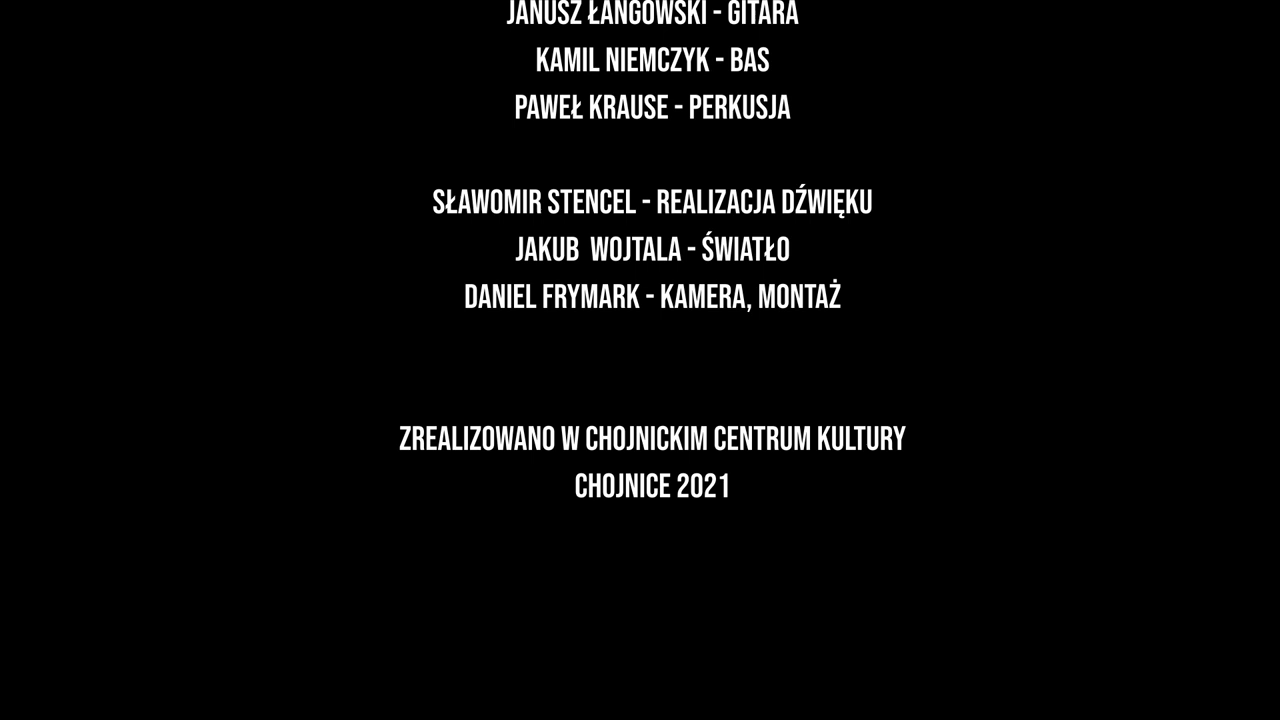 JANUSZ ŁANGOWSKI - GITARA
KAMIL NIEMCZYK - BAS
PAWEŁ KRAUSE - PERKUSJA
SŁAWOMIR STENCEL - REALIZACJA DŹWIĘKU
JAKUB  WOJTALA - ŚWIATŁO
DANIEL FRYMARK - KAMERA, MONTAŻ
ZREALIZOWANO W CHOJNICKIM CENTRUM KULTURY
CHOJNICE 2021